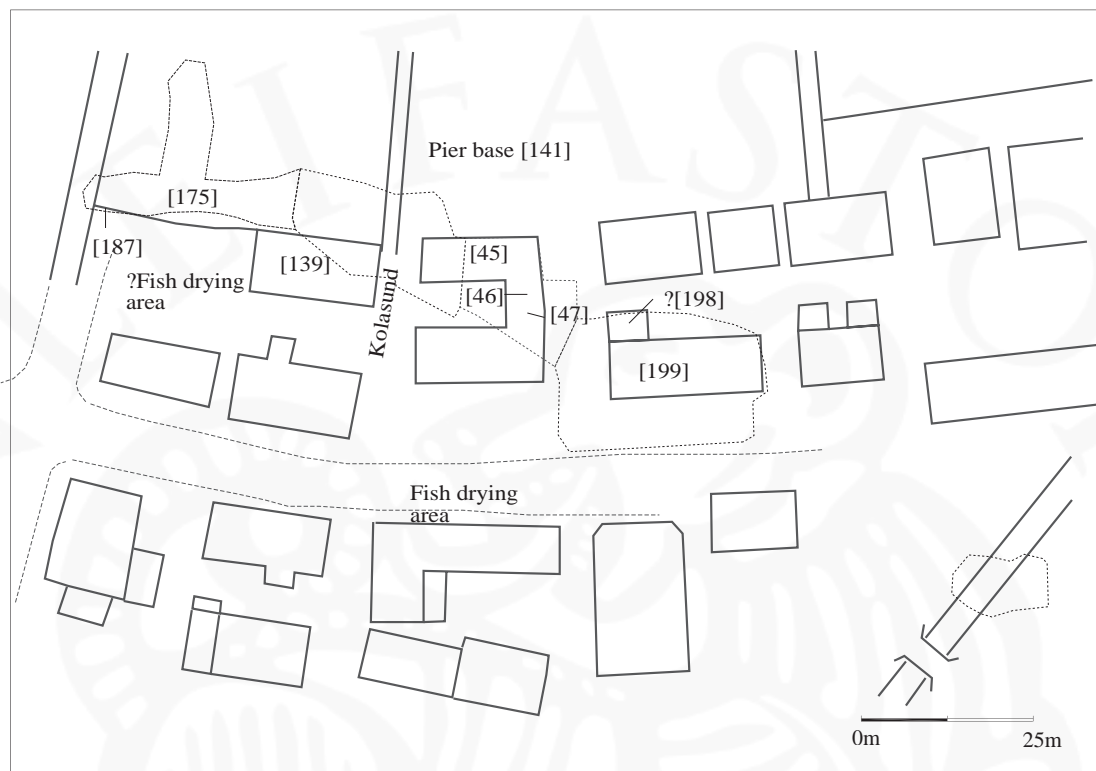 Pier base [141]
[175]
[187]
[139]
[45]
?Fish drying
area
[46]
?[198]
[47]
Kolasund
[199]
Fish drying
area
0m
25m